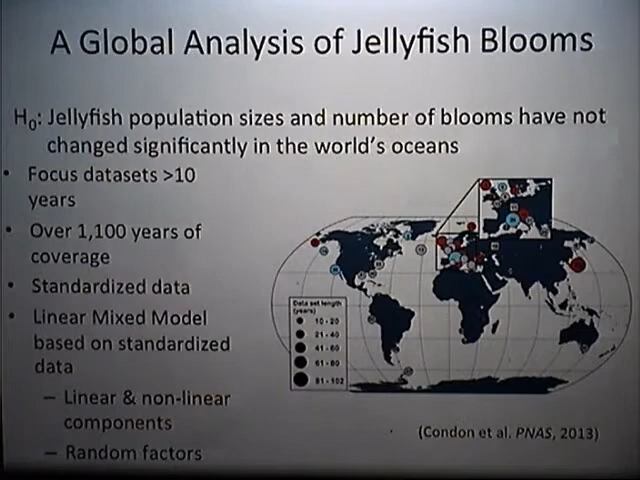 A Global Analysis of Jellyfish Blooms
H0: Jellyfish population sizes and number of blooms have not
changed significantly in the world's oceans
• Focus datasets >10
years
• Over 1,100 years of
coverage
• Standardized data
• Linear Mixed Model
based on standardized
data
– Linear & non-linear
components
– Random factors
Data set length
(years)
10 - 20
21 - 40
41 - 60
61 - 80
81 - 102
(Condon et al. PNAS, 2013)